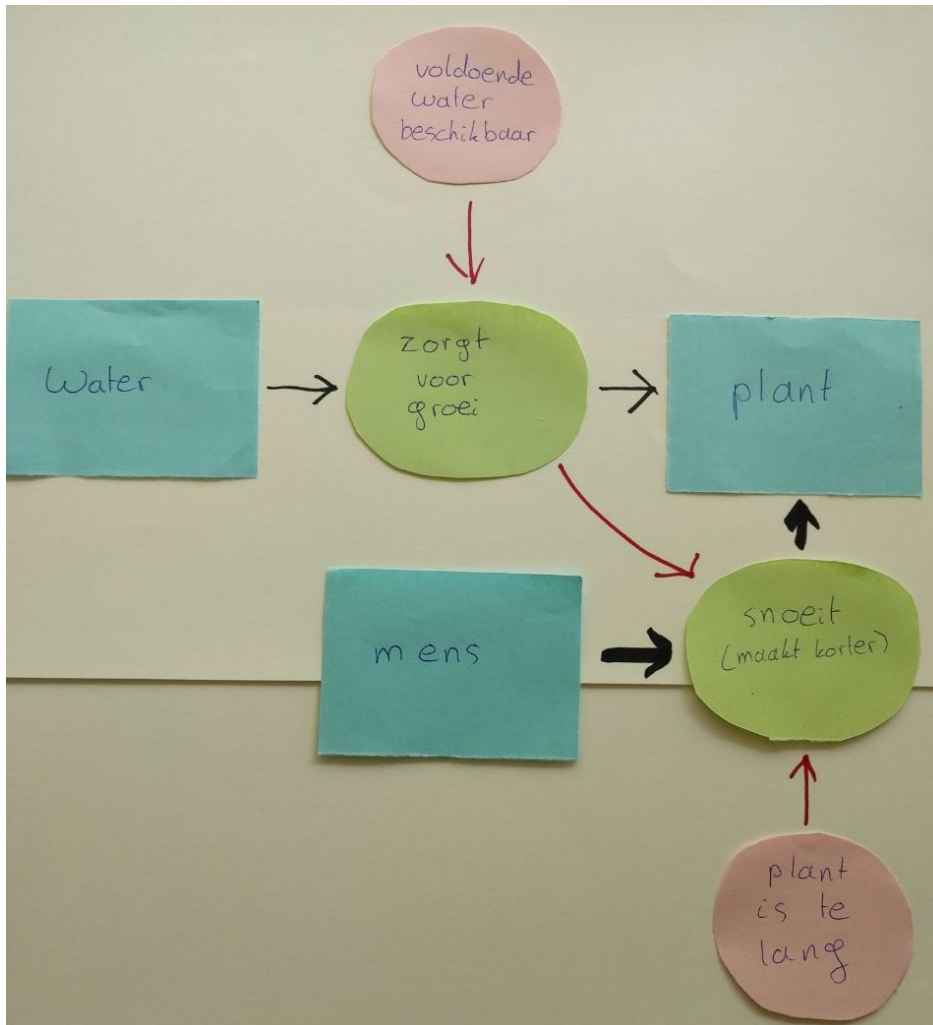 voldoende
water
beschikbaar
Water
zorgt
voor
groei
plant
mens
snoeit
(maakt korter)
plant
is te
lang